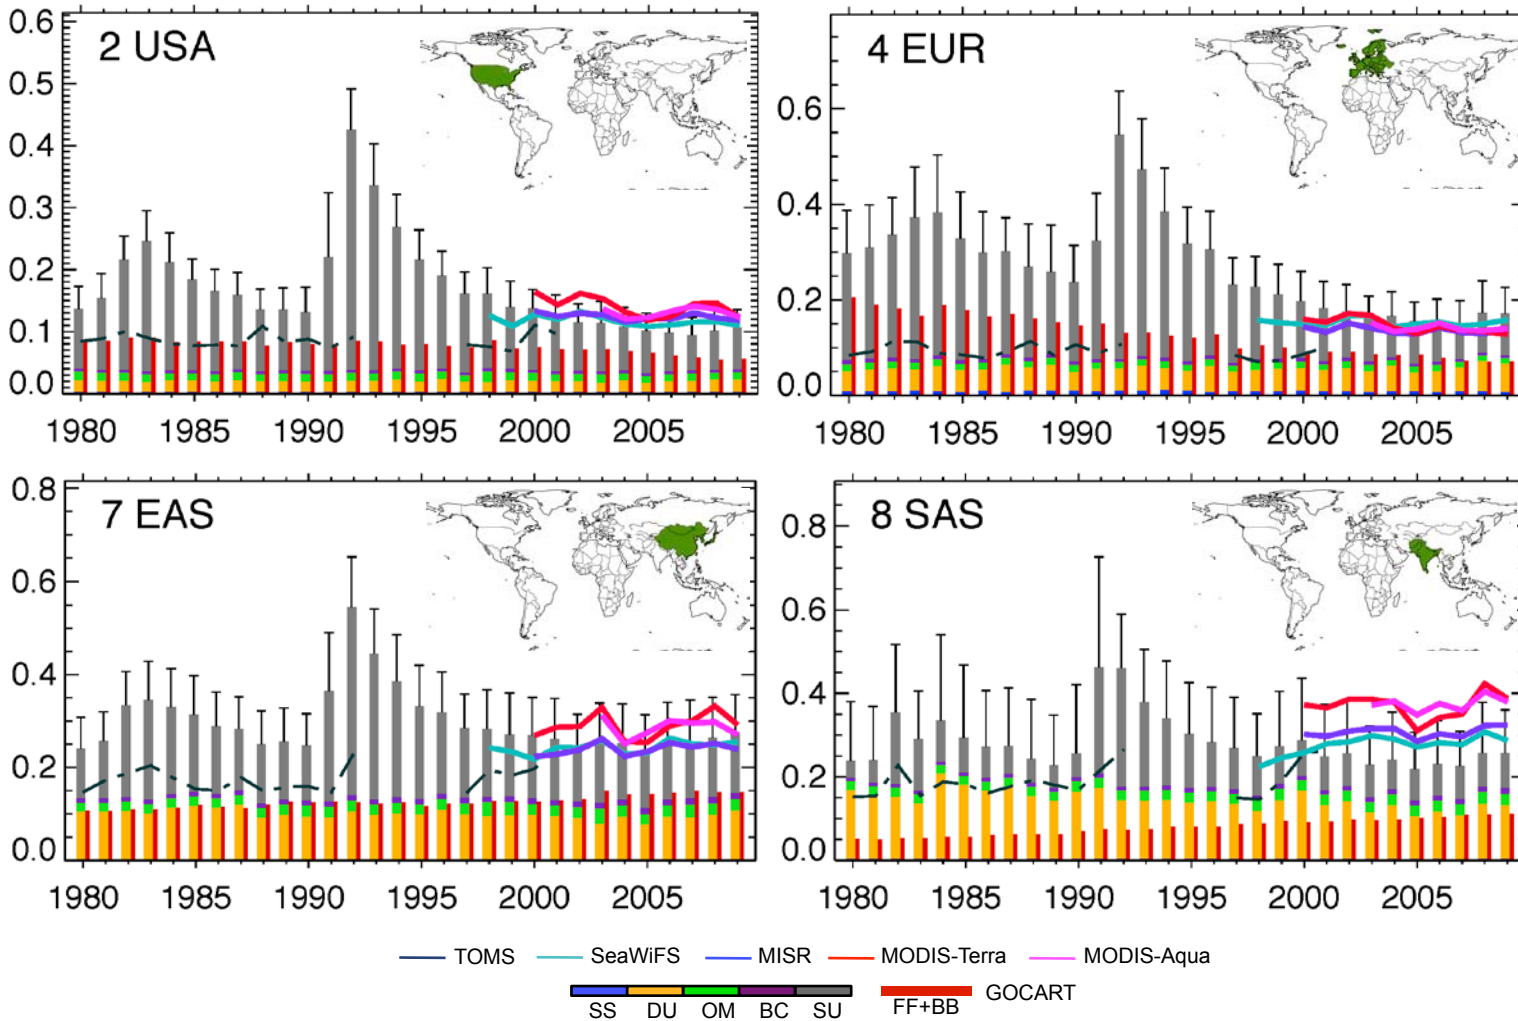 2 USA
0.6
0.5
0.4
0.3
0.2
0.1
0.0
1980 1985 1990 1995 2000 2005
4 EUR
0.6
0.4
0.2
0.0
1980 1985 1990 1995 2000 2005
7 EAS
0.8
0.6
0.4
0.2
0.0
1980 1985 1990 1995 2000 2005
8 SAS
0.8
0.6
0.4
0.2
0.0
1980 1985 1990 1995 2000 2005
TOMS SeaWiFS MISR MODIS-Terra MODIS-Aqua
SS DU OM BC SU FF+BB GOCART